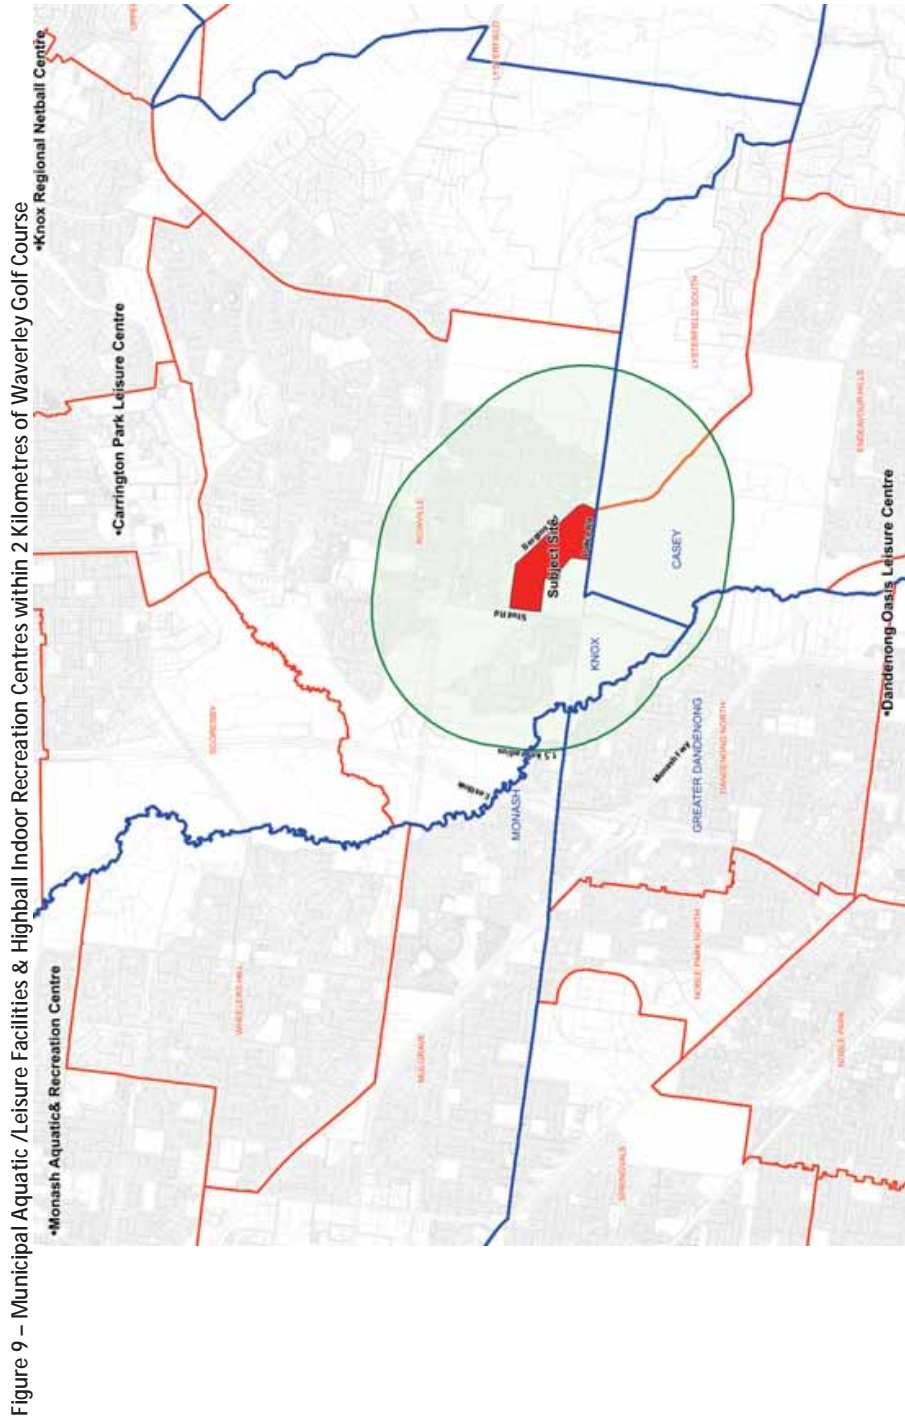 Figure 9 – Municipal Aquatic /Leisure Facilities & Highball Indoor Recreation Centres within 2 Kilometres of Waverley Golf Course
•Monash Aquatic& Recreation Centre
•Carrington Park Leisure Centre
•Knox Regional Netball Centre
UPPER
WHEELERS HILL
SCORESBY
MULGRAVE
ROWVILLE
LYSTERFIELD
Eastlink
MONASH
Stud Rd
Subject Site
KNOX
Monash Fwy
SPRINGVALE
NOBLE PARK NORTH
GREATER DANDENONG
DANDENONG NORTH
CASEY
LYSTERFIELD SOUTH
NOBLE PARK
ENDEAVOUR HILLS
•Dandenong Oasis Leisure Centre